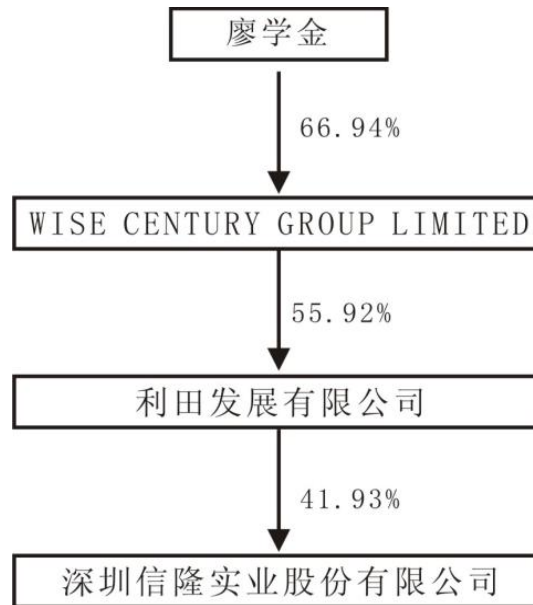 廖学金
66.94%
WISE CENTURY GROUP LIMITED
55.92%
利田发展有限公司
41.93%
深圳信隆实业股份有限公司